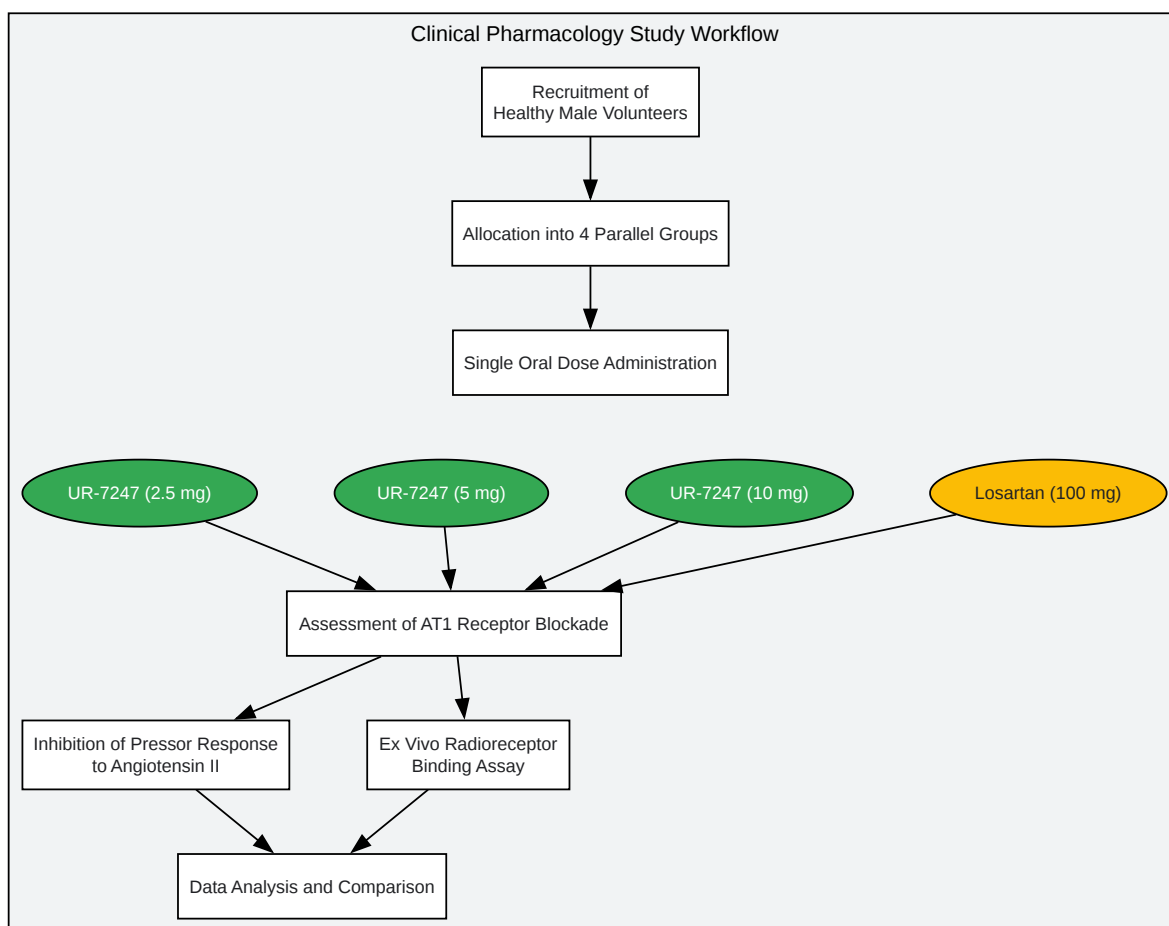 Clinical Pharmacology Study Workflow
Recruitment of
Healthy Male Volunteers
Allocation into 4 Parallel Groups
Single Oral Dose Administration
UR-7247 (2.5 mg)
UR-7247 (5 mg)
UR-7247 (10 mg)
Losartan (100 mg)
Assessment of AT1 Receptor Blockade
Inhibition of Pressor Response
to Angiotensin II
Ex Vivo Radioreceptor
Binding Assay
Data Analysis and Comparison